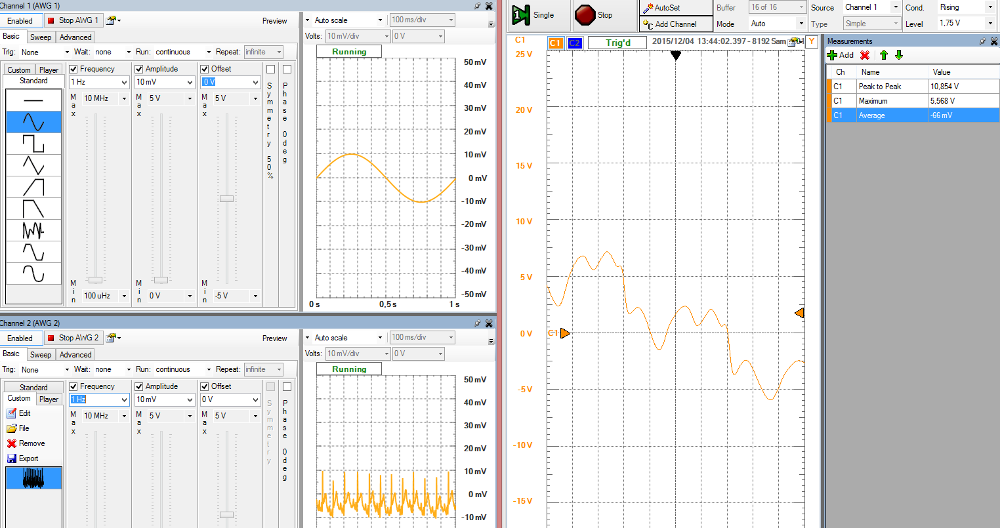 Channel 1 (AWG 1)
Enabled Stop AWG 1 Preview
Basic Sweep Advanced
Trig: None Wait: none Run: continuous Repeat: infinite
Custom Player
Standard
Frequency Amplitude Offset
1 Hz 10 mV 0 V
Max 10 MHz Max 5 V Max 5 V
Symmetry 50%
Phase 0deg
Min 100 uHz Min 0 V Min -5 V
Auto scale 100 ms/div
Volts: 10 mV/div 0 V
Running
50 mV
40 mV
30 mV
20 mV
10 mV
0 mV
-10 mV
-20 mV
-30 mV
-40 mV
-50 mV
0 s 0,5 s 1 s
Channel 2 (AWG 2)
Enabled Stop AWG 2 Preview
Basic Sweep Advanced
Trig: None Wait: none Run: continuous Repeat: infinite
Standard
Custom Player
Edit
File
Remove
Export
Frequency Amplitude Offset
1 Hz 10 mV 0 V
Max 10 MHz Max 5 V Max 5 V
Symmetry
Phase 0deg
Auto scale 100 ms/div
Volts: 10 mV/div 0 V
Running
50 mV
40 mV
30 mV
20 mV
10 mV
0 mV
-10 mV
1 Single Stop
AutoSet
Add Channel
Buffer 16 of 16 Source Channel 1 Cond. Rising
Mode Auto Type Simple Level 1,75 V
C1 C1 C2 Trig'd 2015/12/04 13:44:02.397 - 8192 Sam Y
25 V
20 V
15 V
10 V
5 V
0 V C1
-5 V
-10 V
-15 V
Measurements
Add
Ch Name Value
C1 Peak to Peak 10,854 V
C1 Maximum 5,568 V
C1 Average -66 mV